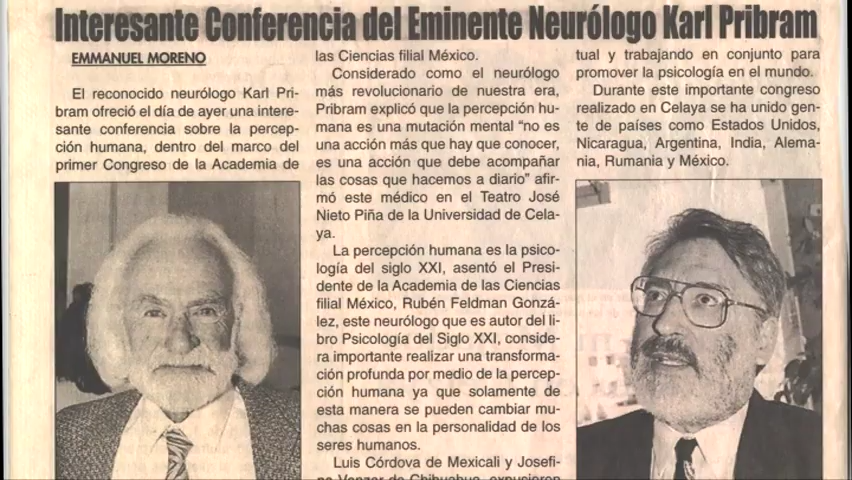 Interesante Conferencia del Eminente Neurólogo Karl Pribram
EMMANUEL MORENO
El reconocido neurólogo Karl Pri-
bram ofreció el día de ayer una intere-
sante conferencia sobre la percep-
ción humana, dentro del marco del
primer Congreso de la Academia de
las Ciencias filial México.
Considerado como el neurólogo
más revolucionario de nuestra era,
Pribram explicó que la percepción hu-
mana es una mutación mental “no es
una acción más que hay que conocer,
es una acción que debe acompañar
las cosas que hacemos a diario” afir-
mó este médico en el Teatro José
Nieto Piña de la Universidad de Cela-
ya.
La percepción humana es la psico-
logía del siglo XXI, asentó el Presi-
dente de la Academia de las Ciencias
filial México, Rubén Feldman Gonzá-
lez, este neurólogo que es autor del li-
bro Psicología del Siglo XXI, conside-
ra importante realizar una transforma-
ción profunda por medio de la percep-
ción humana ya que solamente de
esta manera se pueden cambiar mu-
chas cosas en la personalidad de los
seres humanos.
Luis Córdova de Mexicali y Josefi-
na de Chihuahua, expusieron
tual y trabajando en conjunto para
promover la psicología en el mundo.
Durante este importante congreso
realizado en Celaya se ha unido gen-
te de países como Estados Unidos,
Nicaragua, Argentina, India, Alema-
nia, Rumania y México.